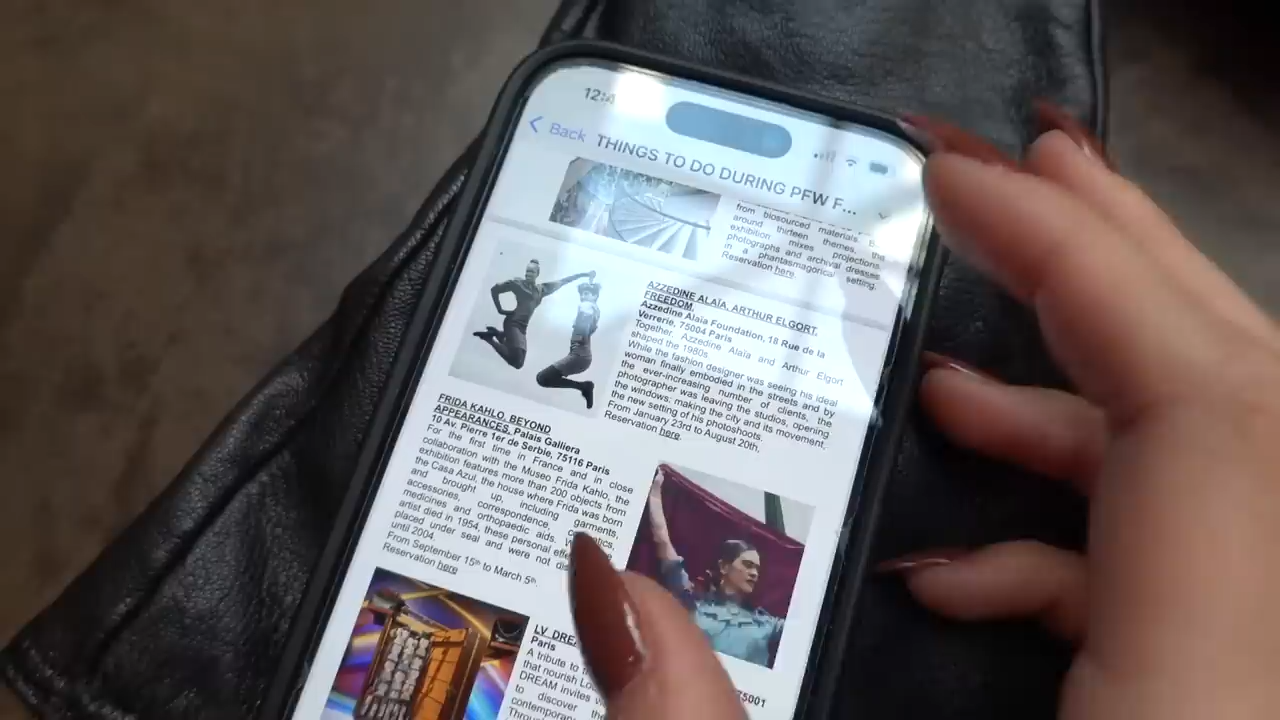 12:4
Back
THINGS TO DO DURING PFW F...
from biosourced materials. B
around thirteen themes, the
exhibition mixes projections,
photographs and archival dresses
in a phantasmagorical setting.
Reservation here.
AZZEDINE ALAÏA, ARTHUR ELGORT,
FREEDOM,
Azzedine Alaïa Foundation, 18 Rue de la
Verrerie, 75004 Paris
Together, Azzedine Alaïa and Arthur Elgort
shaped the 1980s.
While the fashion designer was seeing his ideal
woman finally embodied in the streets and by
the ever-increasing number of clients, the
photographer was leaving the studios, opening
the windows: making the city and its movement,
the new setting of his photoshoots.
From January 23rd to August 20th,
Reservation here.
FRIDA KAHLO, BEYOND
APPEARANCES, Palais Galliera
10 Av. Pierre 1er de Serbie, 75116 Paris
For the first time in France and in close
collaboration with the Museo Frida Kahlo, the
exhibition features more than 200 objects from
the Casa Azul, the house where Frida was born
and brought up, including garments,
accessories, correspondence,
medicines and orthopaedic aids.
artist died in 1954, these personal effe
placed under seal and were not dis
until 2004.
From September 15th to March 5th.
Reservation here
LV DREA
Paris
75001
A tribute to
that nourish Lou
DREAM invites v
to discover the
contemporary
Throu